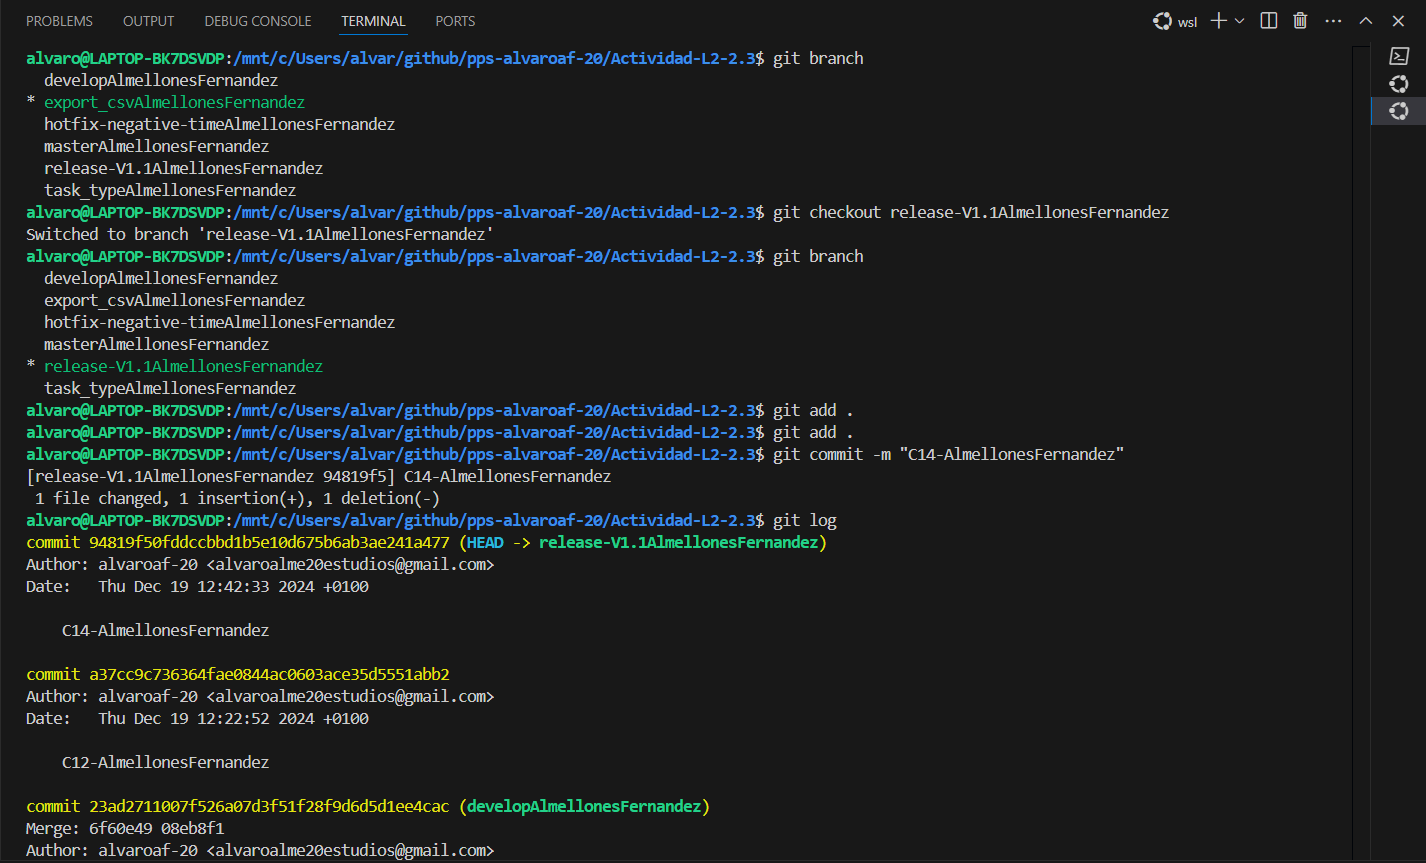 PROBLEMS OUTPUT DEBUG CONSOLE TERMINAL PORTS wsl
alvaro@LAPTOP-BK7DSVDP:/mnt/c/Users/alvar/github/pps-alvaroaf-20/Actividad-L2-2.3$ git branch
  developAlmellonesFernandez
* export_csvAlmellonesFernandez
  hotfix-negative-timeAlmellonesFernandez
  masterAlmellonesFernandez
  release-V1.1AlmellonesFernandez
  task_typeAlmellonesFernandez
alvaro@LAPTOP-BK7DSVDP:/mnt/c/Users/alvar/github/pps-alvaroaf-20/Actividad-L2-2.3$ git checkout release-V1.1AlmellonesFernandez
Switched to branch 'release-V1.1AlmellonesFernandez'
alvaro@LAPTOP-BK7DSVDP:/mnt/c/Users/alvar/github/pps-alvaroaf-20/Actividad-L2-2.3$ git branch
  developAlmellonesFernandez
  export_csvAlmellonesFernandez
  hotfix-negative-timeAlmellonesFernandez
  masterAlmellonesFernandez
* release-V1.1AlmellonesFernandez
  task_typeAlmellonesFernandez
alvaro@LAPTOP-BK7DSVDP:/mnt/c/Users/alvar/github/pps-alvaroaf-20/Actividad-L2-2.3$ git add .
alvaro@LAPTOP-BK7DSVDP:/mnt/c/Users/alvar/github/pps-alvaroaf-20/Actividad-L2-2.3$ git add .
alvaro@LAPTOP-BK7DSVDP:/mnt/c/Users/alvar/github/pps-alvaroaf-20/Actividad-L2-2.3$ git commit -m "C14-AlmellonesFernandez"
[release-V1.1AlmellonesFernandez 94819f5] C14-AlmellonesFernandez
 1 file changed, 1 insertion(+), 1 deletion(-)
alvaro@LAPTOP-BK7DSVDP:/mnt/c/Users/alvar/github/pps-alvaroaf-20/Actividad-L2-2.3$ git log
commit 94819f50fddccbbd1b5e10d675b6ab3ae241a477 (HEAD -> release-V1.1AlmellonesFernandez)
Author: alvaroaf-20 <alvaroalme20estudios@gmail.com>
Date:   Thu Dec 19 12:42:33 2024 +0100
    C14-AlmellonesFernandez
commit a37cc9c736364fae0844ac0603ace35d5551abb2
Author: alvaroaf-20 <alvaroalme20estudios@gmail.com>
Date:   Thu Dec 19 12:22:52 2024 +0100
    C12-AlmellonesFernandez
commit 23ad2711007f526a07d3f51f28f9d6d5d1ee4cac (developAlmellonesFernandez)
Merge: 6f60e49 08eb8f1
Author: alvaroaf-20 <alvaroalme20estudios@gmail.com>